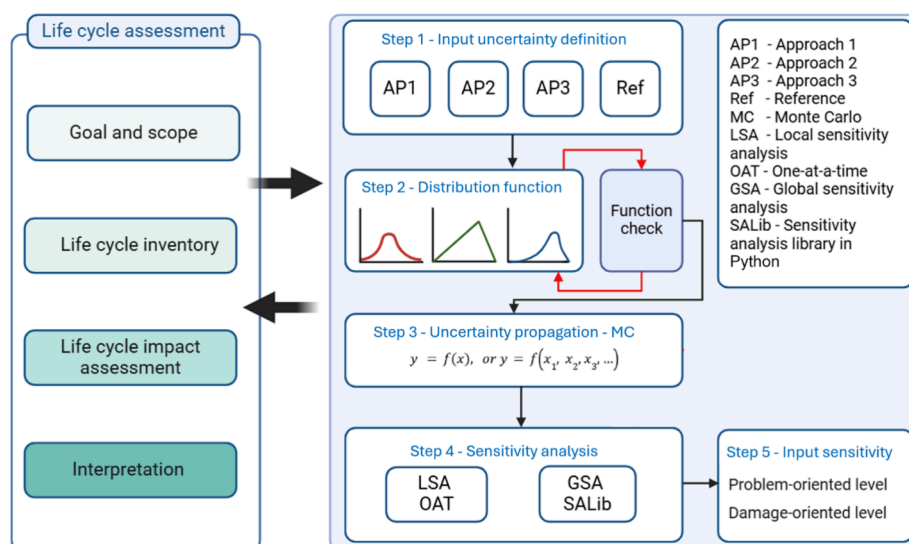 Life cycle assessment
Goal and scope
Life cycle inventory
Life cycle impact
assessment
Interpretation
Step 1 - Input uncertainty definition
AP1 AP2 AP3 Ref
Step 2 - Distribution function
Function
check
Step 3 - Uncertainty propagation - MC
y = f(x), or y = f(x₁, x₂, x₃, ...)
Step 4 - Sensitivity analysis
LSA
OAT
GSA
SALib
Step 5 - Input sensitivity
Problem-oriented level
Damage-oriented level
AP1 - Approach 1
AP2 - Approach 2
AP3 - Approach 3
Ref - Reference
MC - Monte Carlo
LSA - Local sensitivity
analysis
OAT - One-at-a-time
GSA - Global sensitivity
analysis
SALib - Sensitivity
analysis library in
Python